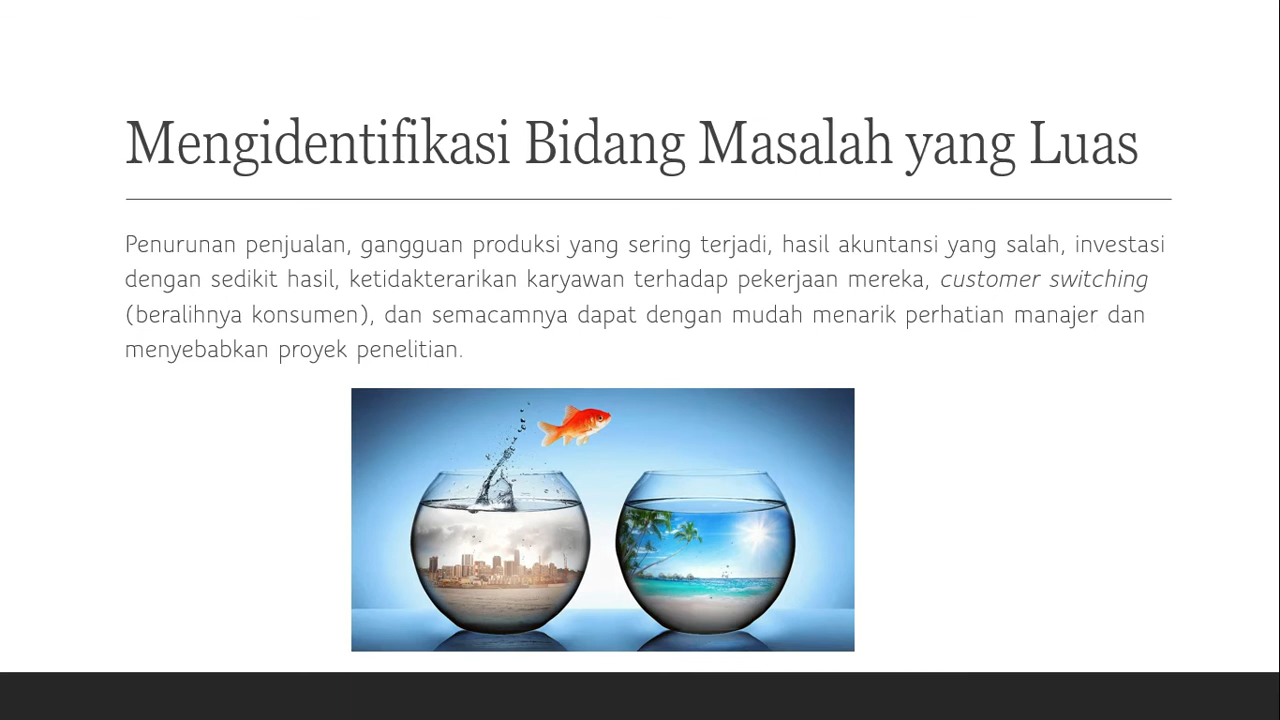 Mengidentifikasi Bidang Masalah yang Luas
Penurunan penjualan, gangguan produksi yang sering terjadi, hasil akuntansi yang salah, investasi
dengan sedikit hasil, ketidakterarikan karyawan terhadap pekerjaan mereka, customer switching
(beralihnya konsumen), dan semacamnya dapat dengan mudah menarik perhatian manajer dan
menyebabkan proyek penelitian.